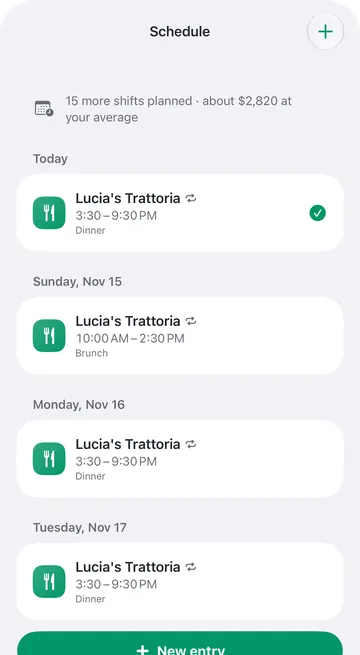 Schedule
15 more shifts planned · about $2,820 at
your average
Today
Lucia's Trattoria
3:30 – 9:30 PM
Dinner
Sunday, Nov 15
Lucia's Trattoria
10:00 AM – 2:30 PM
Brunch
Monday, Nov 16
Lucia's Trattoria
3:30 – 9:30 PM
Dinner
Tuesday, Nov 17
Lucia's Trattoria
3:30 – 9:30 PM
Dinner
+ New entry